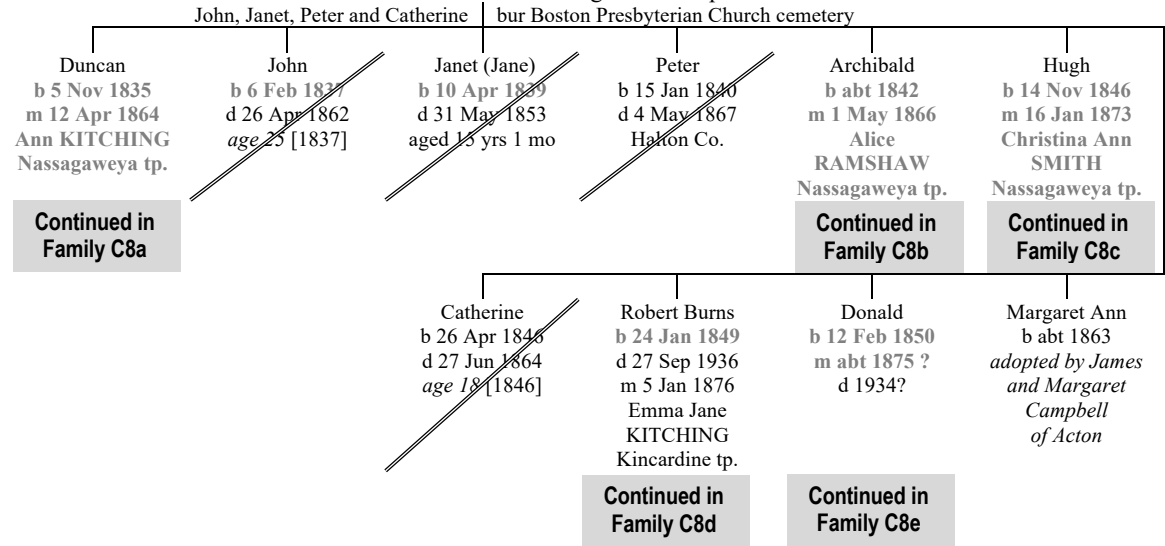 John, Janet, Peter and Catherine bur Boston Presbyterian Church cemetery
Duncan
b 5 Nov 1835
m 12 Apr 1864
Ann KITCHING
Nassagaweya tp.
Continued in
Family C8a
John
b 6 Feb 1837
d 26 Apr 1862
age 25 [1837]
Janet (Jane)
b 10 Apr 1839
d 31 May 1853
aged 15 yrs 1 mo
Peter
b 15 Jan 1840
d 4 May 1867
Halton Co.
Archibald
b abt 1842
m 1 May 1866
Alice
RAMSHAW
Nassagaweya tp.
Continued in
Family C8b
Hugh
b 14 Nov 1846
m 16 Jan 1873
Christina Ann
SMITH
Nassagaweya tp.
Continued in
Family C8c
Catherine
b 26 Apr 1846
d 27 Jun 1864
age 18 [1846]
Robert Burns
b 24 Jan 1849
d 27 Sep 1936
m 5 Jan 1876
Emma Jane
KITCHING
Kincardine tp.
Continued in
Family C8d
Donald
b 12 Feb 1850
m abt 1875 ?
d 1934?
Continued in
Family C8e
Margaret Ann
b abt 1863
adopted by James
and Margaret
Campbell
of Acton